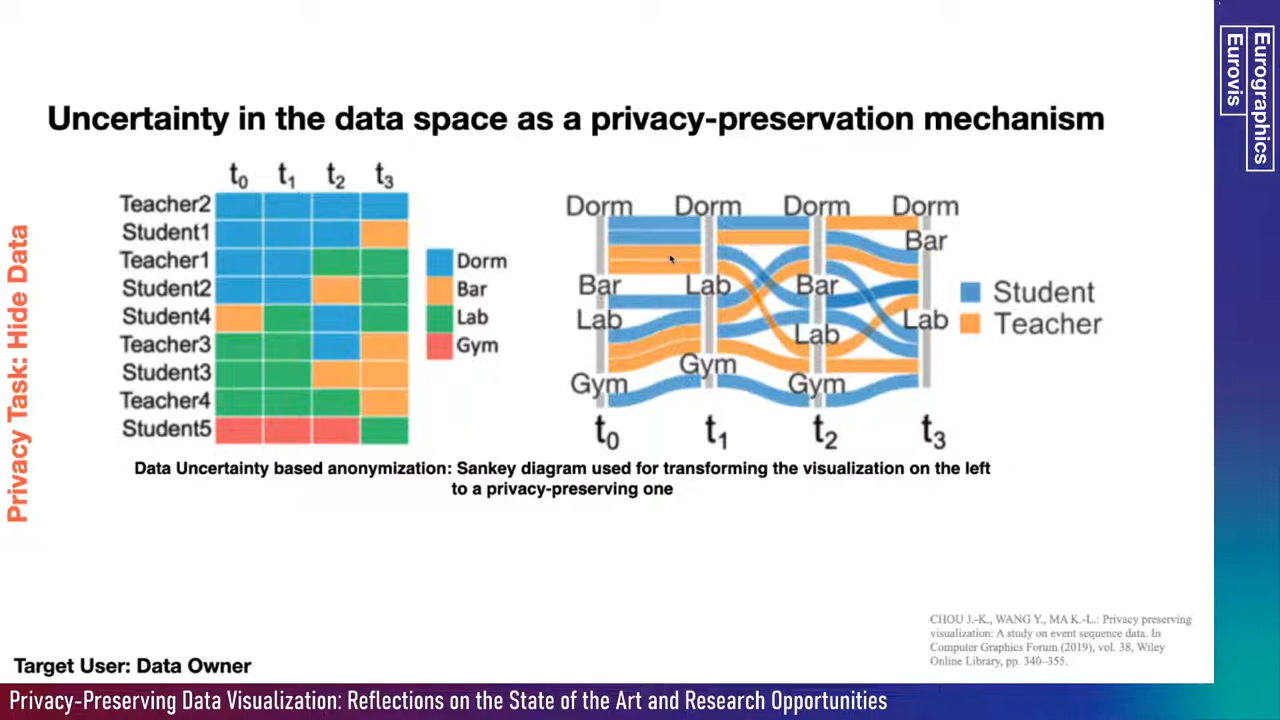 Uncertainty in the data space as a privacy-preservation mechanism
Privacy Task: Hide Data
t0 t1 t2 t3
Teacher2
Student1
Teacher1
Student2
Student4
Teacher3
Student3
Teacher4
Student5
Dorm
Bar
Lab
Gym
Dorm Dorm Dorm Dorm
Bar
Bar Lab Bar
Lab Lab
Lab
Gym Gym Gym
t0 t1 t2 t3
Student
Teacher
Data Uncertainty based anonymization: Sankey diagram used for transforming the visualization on the left
to a privacy-preserving one
CHOU J.-K., WANG Y., MA K.-L.: Privacy preserving
visualization: A study on event sequence data. In
Computer Graphics Forum (2019), vol. 38, Wiley
Online Library, pp. 340–355.
Target User: Data Owner
Privacy-Preserving Data Visualization: Reflections on the State of the Art and Research Opportunities
Eurographics
Eurovis